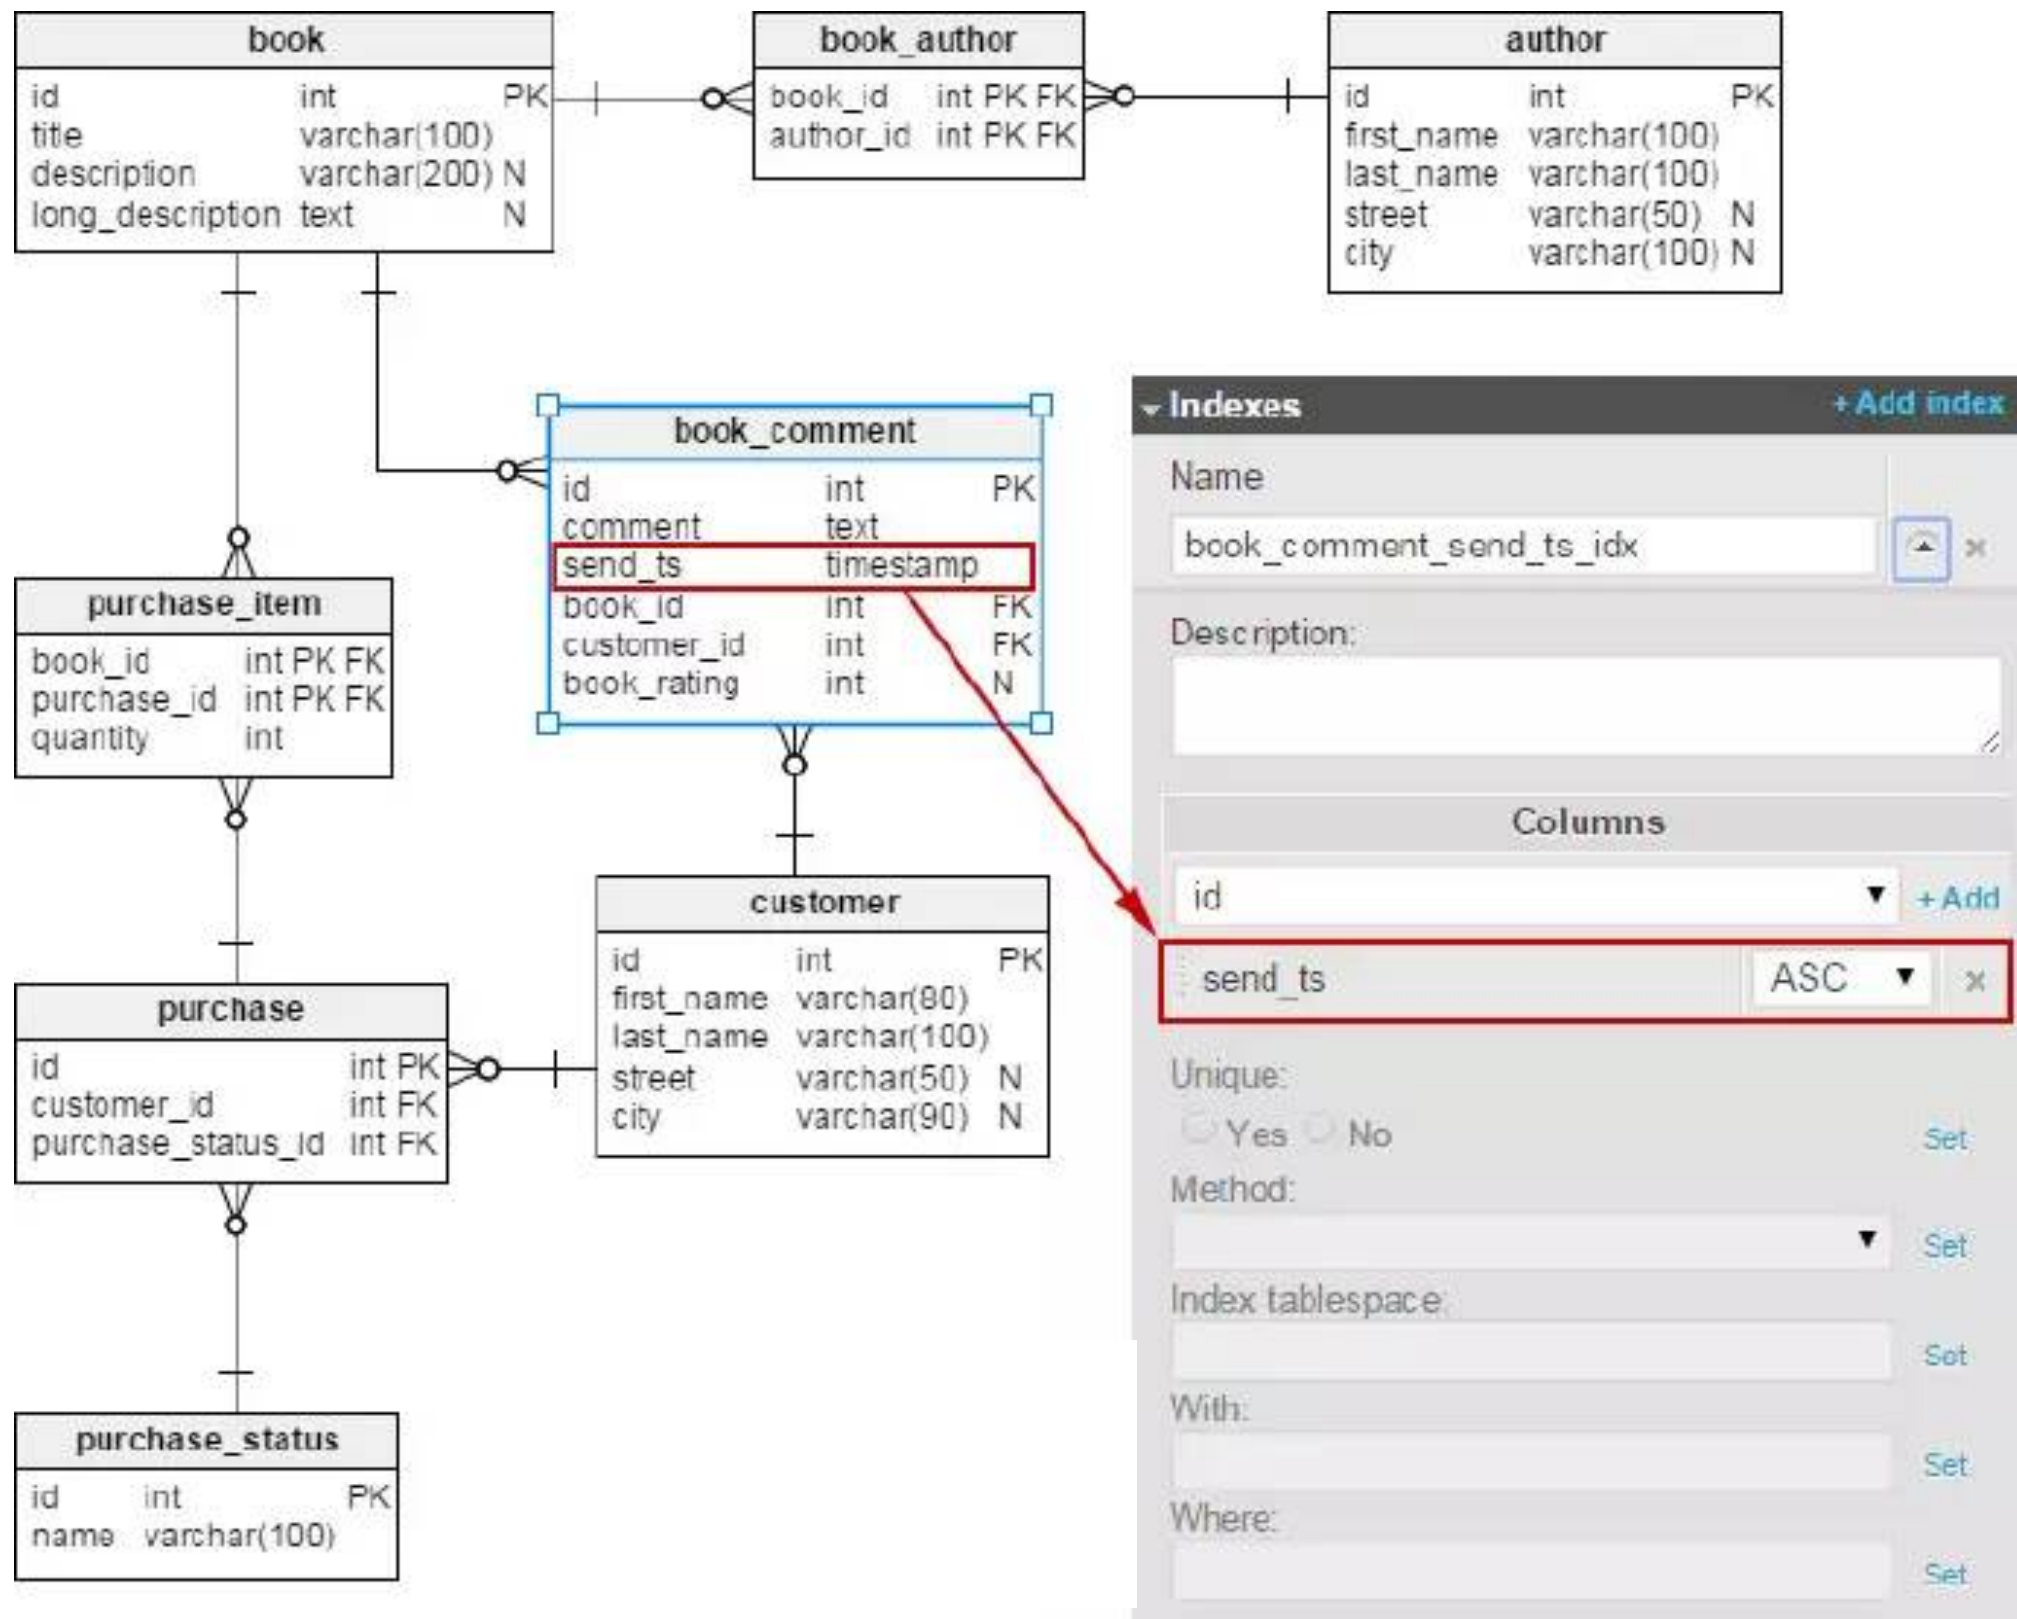 book
id int PK
title varchar(100)
description varchar(200) N
long_description text N
book_author
book_id int PK FK
author_id int PK FK
author
id int PK
first_name varchar(100)
last_name varchar(100)
street varchar(50) N
city varchar(100) N
book_comment
id int PK
comment text
send_ts timestamp
book_id int FK
customer_id int FK
book_rating int N
purchase_item
book_id int PK FK
purchase_id int PK FK
quantity int
customer
id int PK
first_name varchar(80)
last_name varchar(100)
street varchar(50) N
city varchar(90) N
purchase
id int PK
customer_id int FK
purchase_status_id int FK
purchase_status
id int PK
name varchar(100)
Indexes + Add index
Name
book_comment_send_ts_idx
Description:
Columns
id + Add
send_ts ASC
Unique:
Yes No Set
Method:
Set
Index tablespace:
Set
With:
Set
Where:
Set